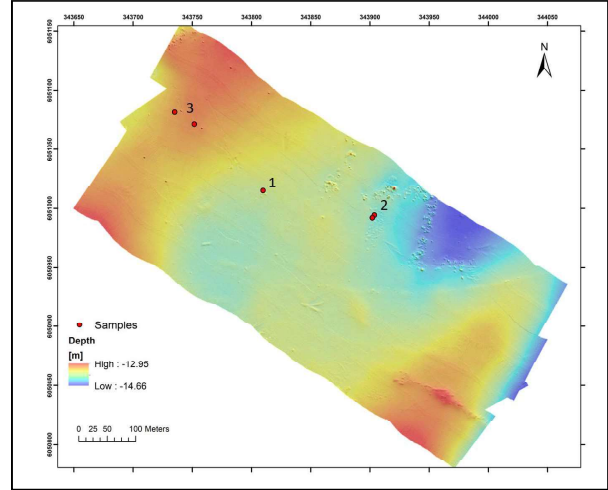 343650 343700 343750 343800 343850 343900 343950 344000 344050
6051150
N
6051100
3
6051050
1
2
6051000
6050950
6050900
Samples
Depth
[m]
High : -12.95
Low : -14.66
6050850
0 25 50 100 Meters
6050800